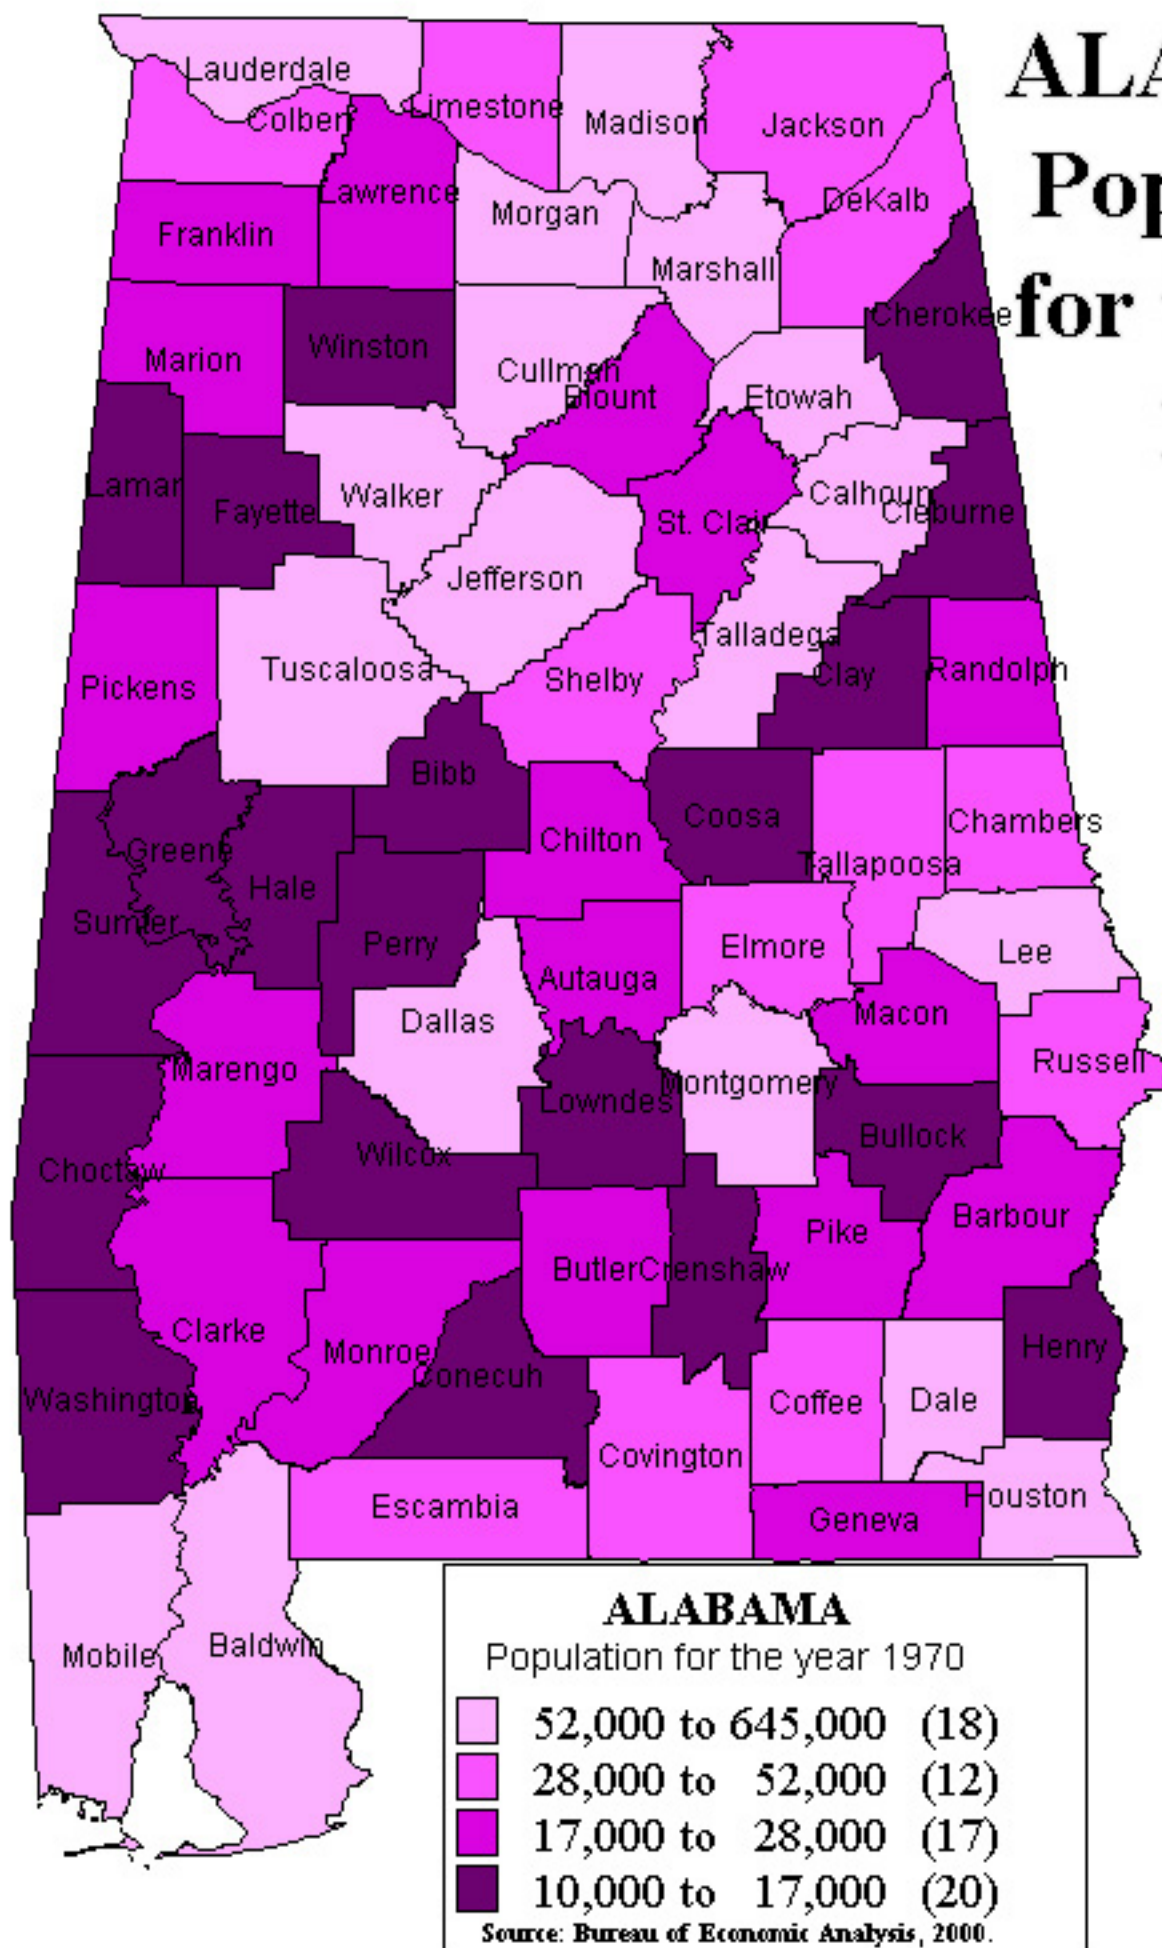 ALA
Pop
for
Lauderdale
Limestone
Madison
Jackson
Colbert
Lawrence
Morgan
DeKalb
Franklin
Marshall
Cherokee
Marion
Winston
Cullman
Blount
Etowah
Lamar
Fayette
Walker
St. Clair
Calhoun
Cleburne
Jefferson
Talladega
Pickens
Tuscaloosa
Shelby
Clay
Randolph
Bibb
Coosa
Chambers
Greene
Hale
Chilton
Tallapoosa
Sumter
Perry
Autauga
Elmore
Lee
Dallas
Macon
Marengo
Lowndes
Montgomery
Russell
Choctaw
Wilcox
Bullock
Clarke
Monroe
Butler
Crenshaw
Pike
Barbour
Washington
Conecuh
Covington
Coffee
Dale
Henry
Escambia
Geneva
Houston
Mobile
Baldwin
ALABAMA
Population for the year 1970
52,000 to 645,000 (18)
28,000 to 52,000 (12)
17,000 to 28,000 (17)
10,000 to 17,000 (20)
Source: Bureau of Economic Analysis, 2000.